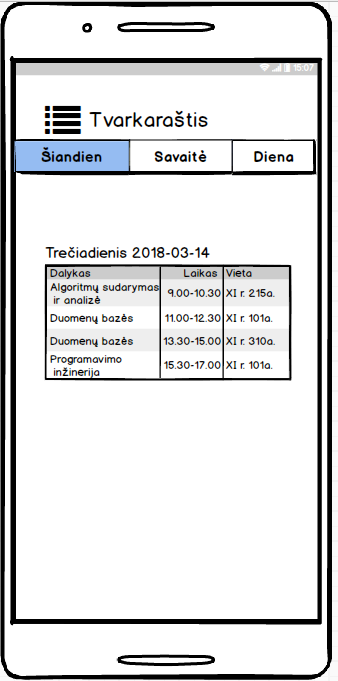 15:07
Tvarkaraštis
Šiandien Savaitė Diena
Trečiadienis 2018-03-14
Dalykas Laikas Vieta
Algoritmų sudarymas
ir analizė 9.00-10.30 XI r. 215a.
Duomenų bazės 11.00-12.30 XI r. 101a.
Duomenų bazės 13.30-15.00 XI r. 310a.
Programavimo
inžinerija 15.30-17.00 XI r. 101a.